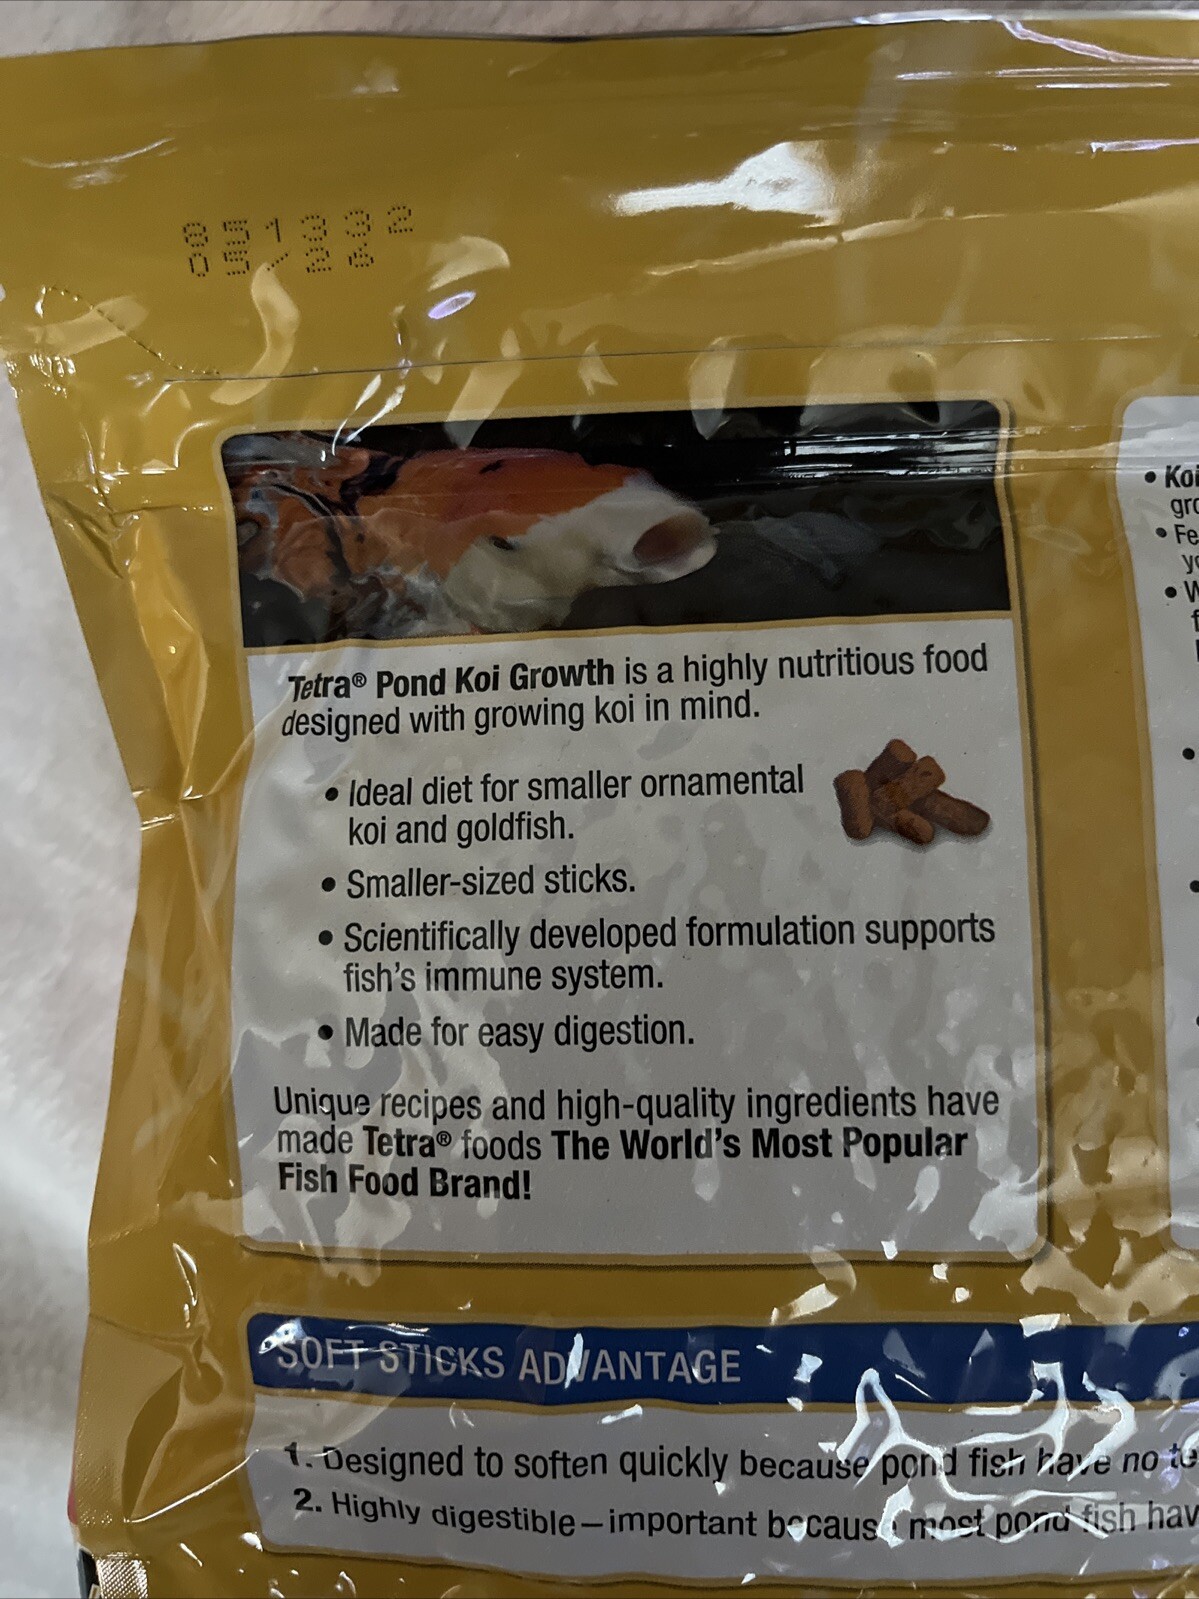 851332
05/26
Tetra® Pond Koi Growth is a highly nutritious food
designed with growing koi in mind.
• Ideal diet for smaller ornamental
koi and goldfish.
• Smaller-sized sticks.
• Scientifically developed formulation supports
fish's immune system.
• Made for easy digestion.
Unique recipes and high-quality ingredients have
made Tetra® foods The World's Most Popular
Fish Food Brand!
• Koi
SOFT STICKS ADVANTAGE
1. Designed to soften quickly because pond fish have no
2. Highly digestible – important because most pond fish